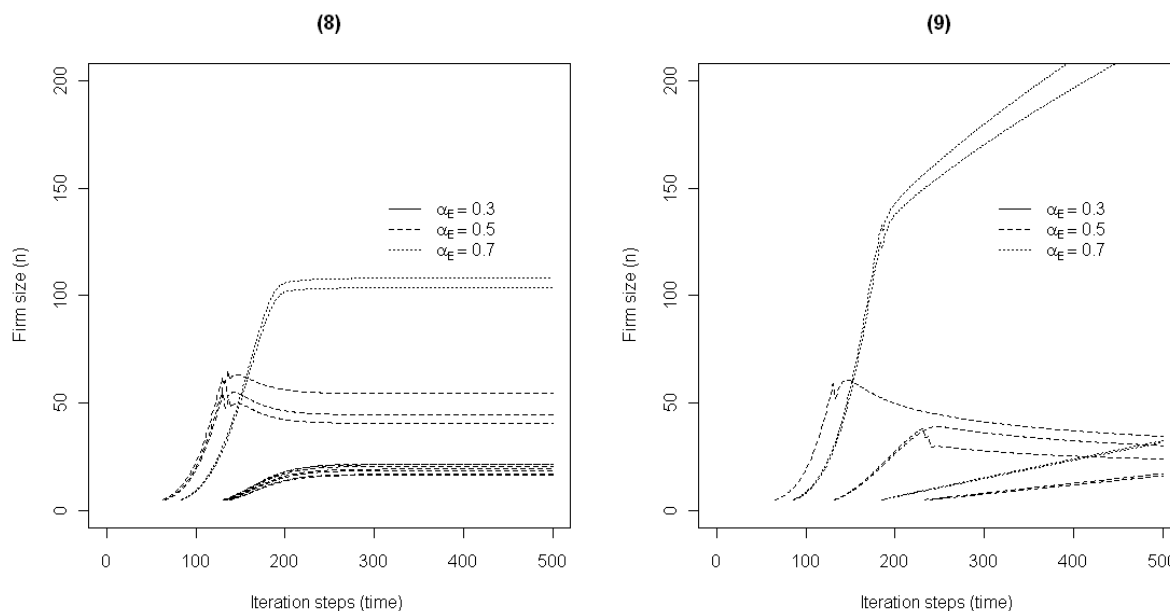 (8)
200
150
100
50
0
Firm size (n)
αE = 0.3
αE = 0.5
αE = 0.7
0 100 200 300 400 500
Iteration steps (time)
(9)
200
150
100
50
0
Firm size (n)
αE = 0.3
αE = 0.5
αE = 0.7
0 100 200 300 400 500
Iteration steps (time)